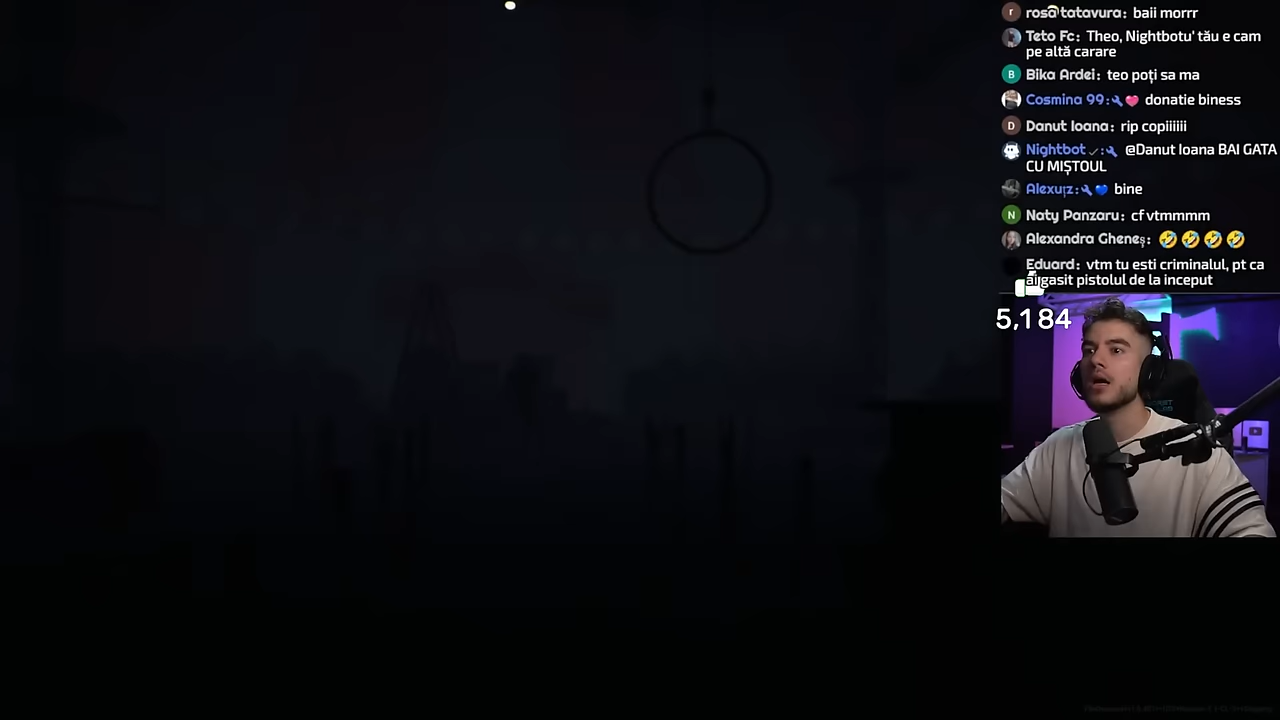 rosa tatavura: baii morrr
Teto Fc: Theo, Nightbotu' tău e cam
pe altă carare
Bika Ardei: teo poți sa ma
Cosmina 99: donatie biness
Danut Ioana: rip copiiiiii
Nightbot: @Danut Ioana BAI GATA
CU MIȘTOUL
Alexuțz: bine
Naty Panzaru: cf vtmmmm
Alexandra Gheneș: 🤣🤣🤣🤣
Eduard: vtm tu esti criminalul, pt ca
ai gasit pistolul de la inceput
5,184